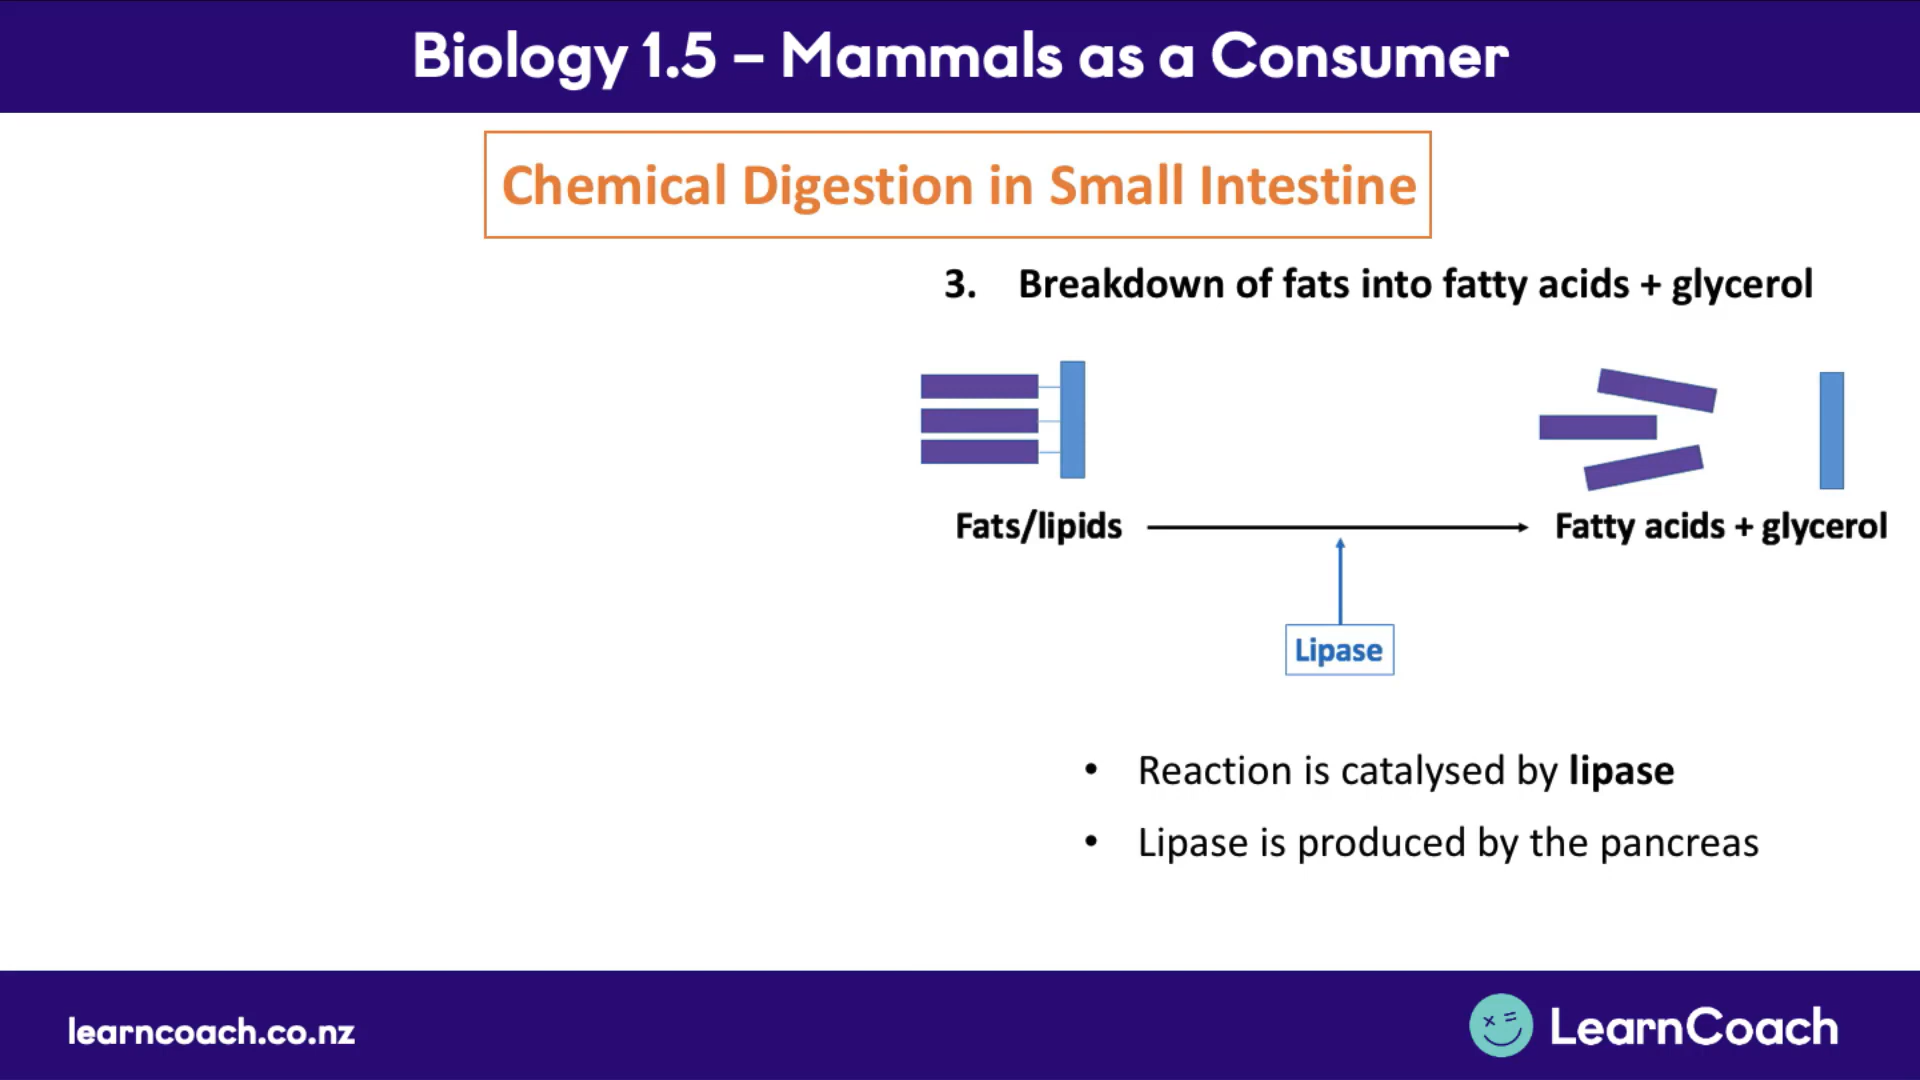 Biology 1.5 – Mammals as a Consumer
Chemical Digestion in Small Intestine
3. Breakdown of fats into fatty acids + glycerol
Fats/lipids
Fatty acids + glycerol
Lipase
• Reaction is catalysed by lipase
• Lipase is produced by the pancreas
learncoach.co.nz
LearnCoach